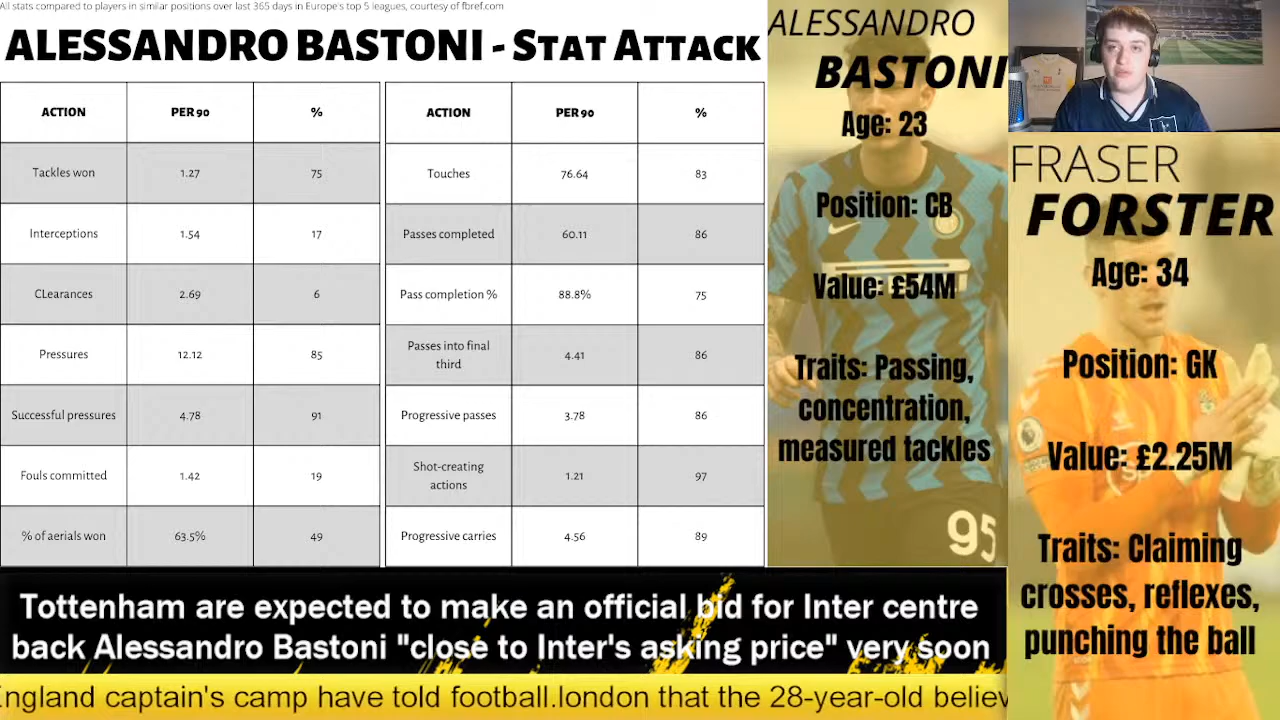 All stats compared to players in similar positions over last 365 days in Europe's top 5 leagues, courtesy of fbref.com
ALESSANDRO BASTONI - STAT ATTACK
ACTION PER 90 %
Tackles won 1.27 75
Interceptions 1.54 17
CLearances 2.69 6
Pressures 12.12 85
Successful pressures 4.78 91
Fouls committed 1.42 19
% of aerials won 63.5% 49
ACTION PER 90 %
Touches 76.64 83
Passes completed 60.11 86
Pass completion % 88.8% 75
Passes into final
third 4.41 86
Progressive passes 3.78 86
Shot-creating
actions 1.21 97
Progressive carries 4.56 89
ALESSANDRO
BASTONI
Age: 23
Position: CB
Value: £54M
Traits: Passing,
concentration,
measured tackles
95
FRASER
FORSTER
Age: 34
Position: GK
Value: £2.25M
Traits: Claiming
crosses, reflexes,
punching the ball
Tottenham are expected to make an official bid for Inter centre
back Alessandro Bastoni "close to Inter's asking price" very soon
England captain's camp have told football.london that the 28-year-old believ